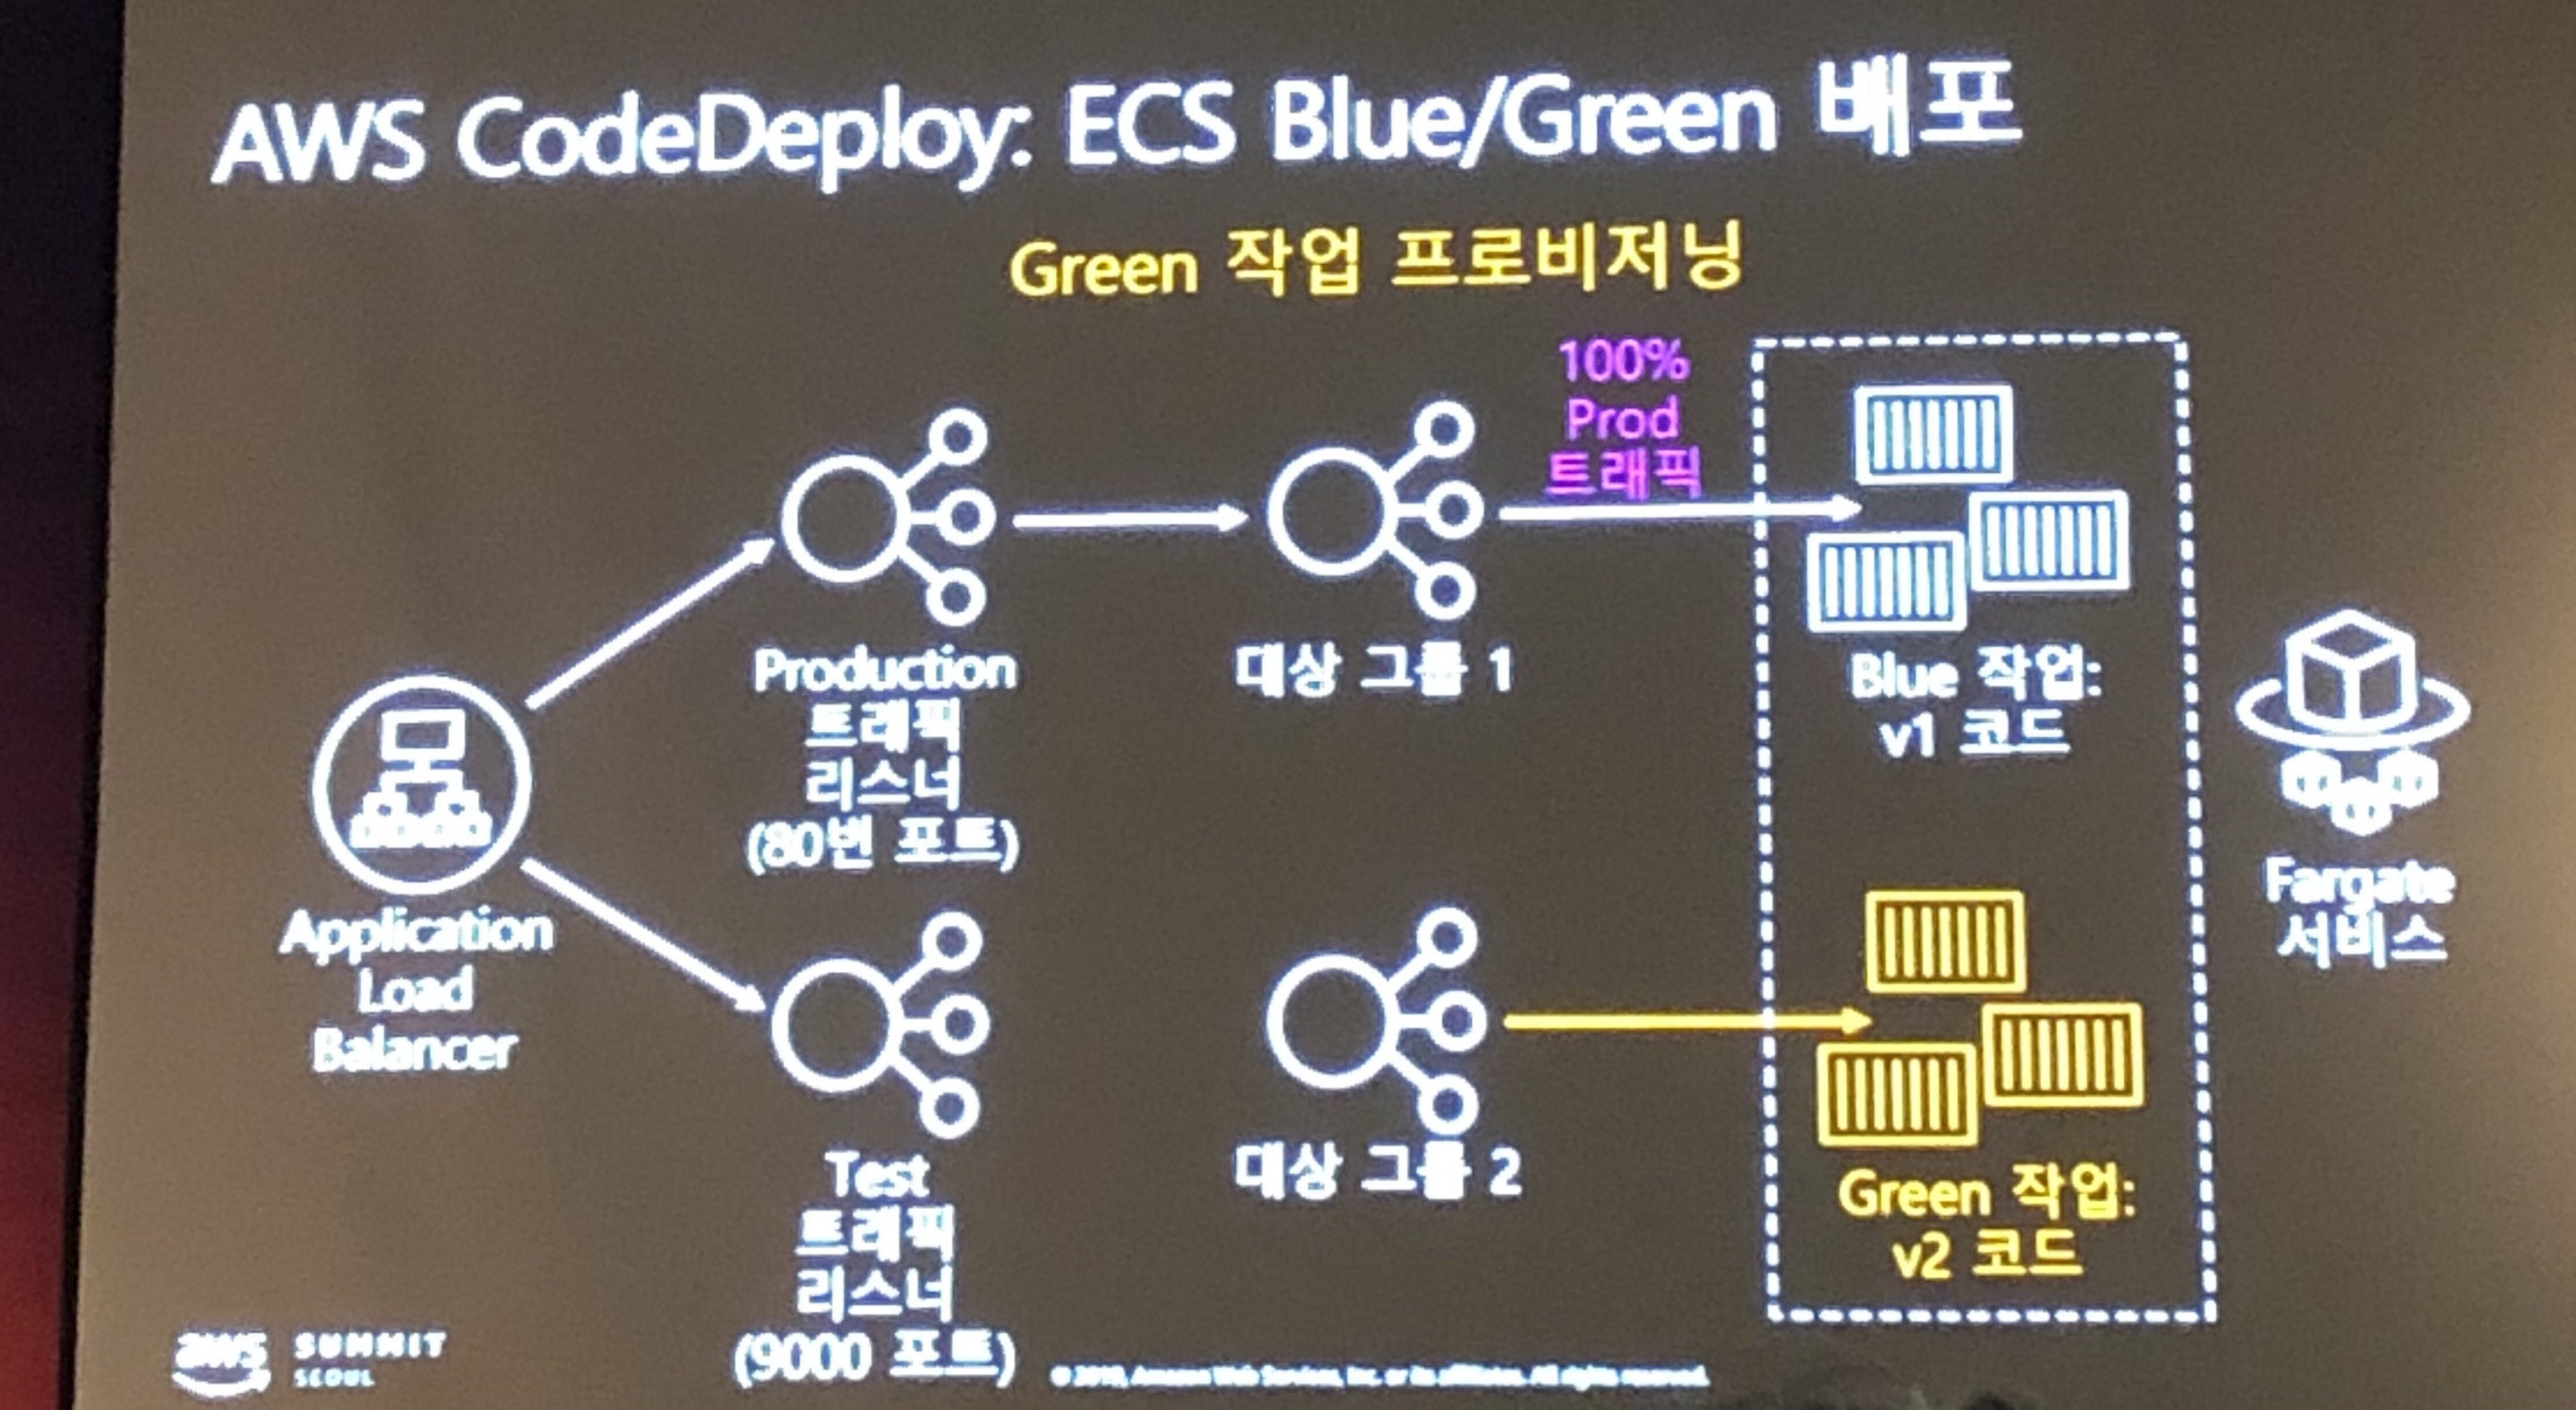 AWS CodeDeploy: ECS Blue/Green 배포
Green 작업 프로비저닝
100%
Prod
트래픽
Production
트래픽
리스너
(80번 포트)
대상 그룹 1
Blue 작업:
v1 코드
Application
Load
Balancer
Fargate
서비스
Test
트래픽
리스너
(9000 포트)
대상 그룹 2
Green 작업:
v2 코드
aws SUMMIT
SEOUL
© 2019, Amazon Web Services, Inc. or its affiliates. All rights reserved.